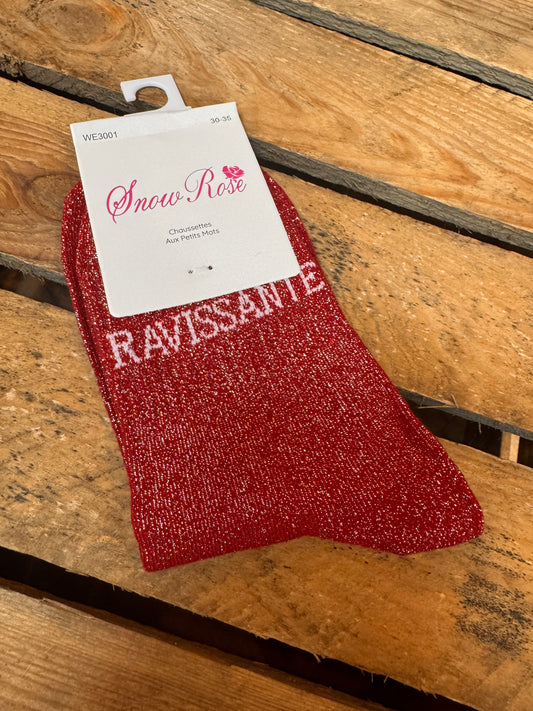 WE3001
30-35
Snow Rose
Chaussettes
Aux Petits Mots
RAVISSANTE